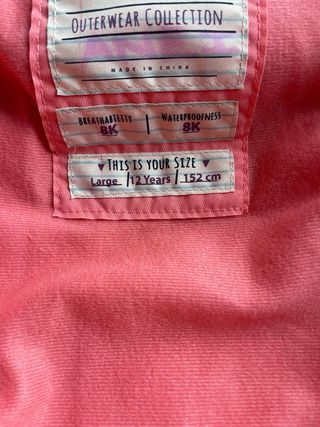 OUTERWEAR COLLECTION
MADE IN CHINA
BREATHABILITY | WATERPROOFNESS
8K 8K
♥ THIS IS YOUR SIZE ♥
Large / 12 Years / 152 cm